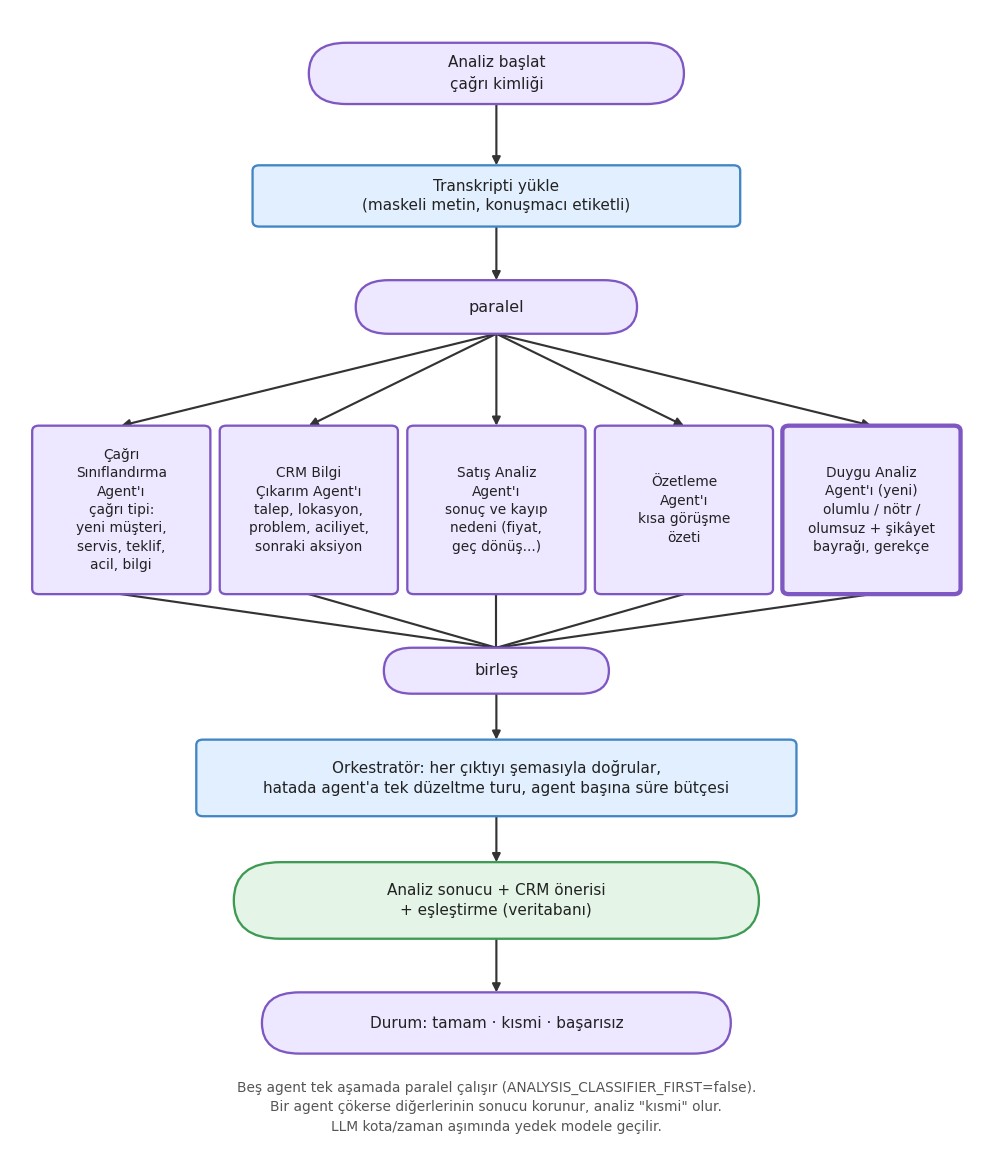 Analiz başlat
çağrı kimliği
Transkripti yükle
(maskeli metin, konuşmacı etiketli)
paralel
Çağrı
Sınıflandırma
Agent'ı
çağrı tipi:
yeni müşteri,
servis, teklif,
acil, bilgi
CRM Bilgi
Çıkarım Agent'ı
talep, lokasyon,
problem, aciliyet,
sonraki aksiyon
Satış Analiz
Agent'ı
sonuç ve kayıp
nedeni (fiyat,
geç dönüş...)
Özetleme
Agent'ı
kısa görüşme
özeti
Duygu Analiz
Agent'ı (yeni)
olumlu / nötr /
olumsuz + şikâyet
bayrağı, gerekçe
birleş
Orkestratör: her çıktıyı şemasıyla doğrular,
hatada agent'a tek düzeltme turu, agent başına süre bütçesi
Analiz sonucu + CRM önerisi
+ eşleştirme (veritabanı)
Durum: tamam · kısmi · başarısız
Beş agent tek aşamada paralel çalışır (ANALYSIS_CLASSIFIER_FIRST=false).
Bir agent çökerse diğerlerinin sonucu korunur, analiz "kısmi" olur.
LLM kota/zaman aşımında yedek modele geçilir.